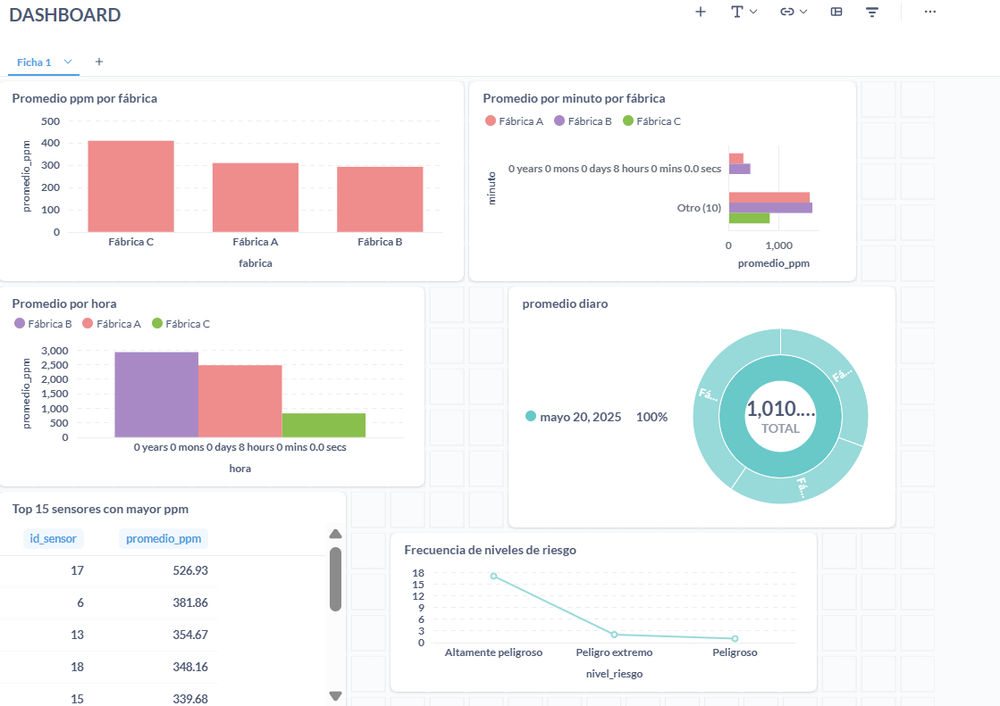 DASHBOARD
Ficha 1
Promedio ppm por fábrica
500
400
300
200
100
0
promedio_ppm
Fábrica C
Fábrica A
Fábrica B
fabrica
Promedio por minuto por fábrica
Fábrica A
Fábrica B
Fábrica C
minuto
0 years 0 mons 0 days 8 hours 0 mins 0.0 secs
Otro (10)
0
1,000
promedio_ppm
Promedio por hora
Fábrica B
Fábrica A
Fábrica C
3,000
2,500
2,000
1,500
1,000
500
0
promedio_ppm
0 years 0 mons 0 days 8 hours 0 mins 0.0 secs
hora
promedio diaro
mayo 20, 2025 100%
Fá...
Fá...
Fá...
1,010....
TOTAL
Top 15 sensores con mayor ppm
id_sensor promedio_ppm
17 526.93
6 381.86
13 354.67
18 348.16
15 339.68
Frecuencia de niveles de riesgo
18
15
12
9
6
3
0
Altamente peligroso
Peligro extremo
Peligroso
nivel_riesgo